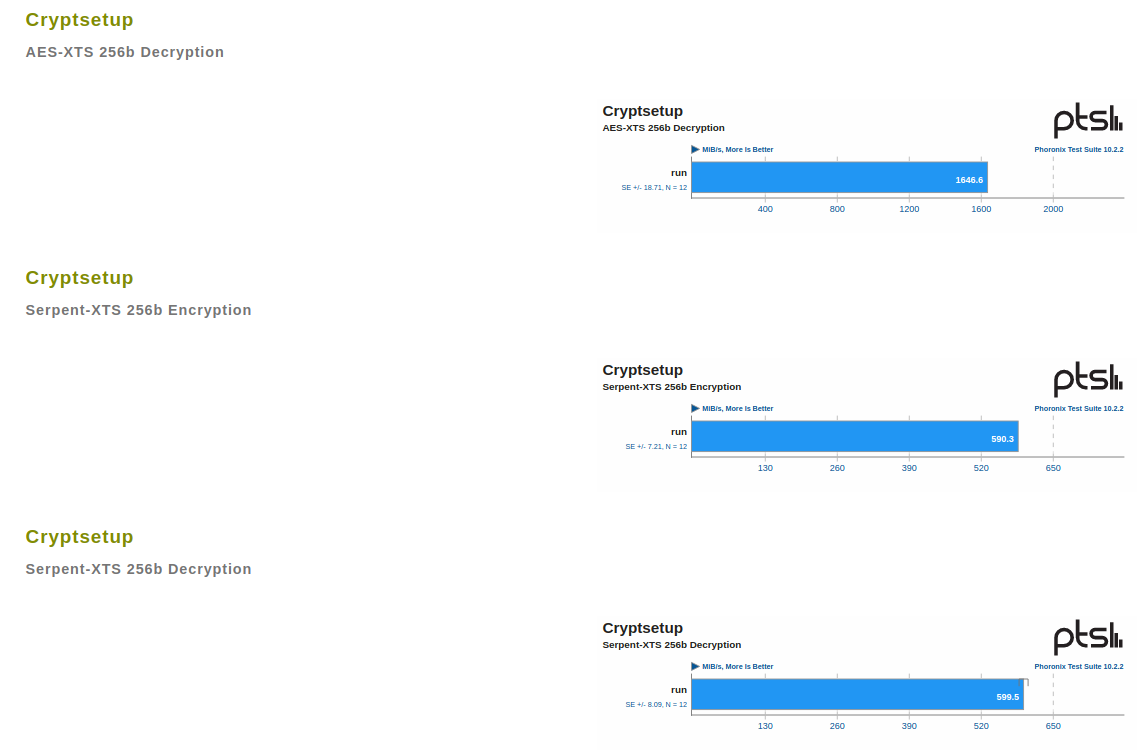 Cryptsetup
AES-XTS 256b Decryption
Cryptsetup
AES-XTS 256b Decryption
ptsl
MiB/s, More Is Better
Phoronix Test Suite 10.2.2
run
SE +/- 18.71, N = 12
1646.6
400 800 1200 1600 2000
Cryptsetup
Serpent-XTS 256b Encryption
Cryptsetup
Serpent-XTS 256b Encryption
ptsl
MiB/s, More Is Better
Phoronix Test Suite 10.2.2
run
SE +/- 7.21, N = 12
590.3
130 260 390 520 650
Cryptsetup
Serpent-XTS 256b Decryption
Cryptsetup
Serpent-XTS 256b Decryption
ptsl
MiB/s, More Is Better
Phoronix Test Suite 10.2.2
run
SE +/- 8.09, N = 12
599.5
130 260 390 520 650